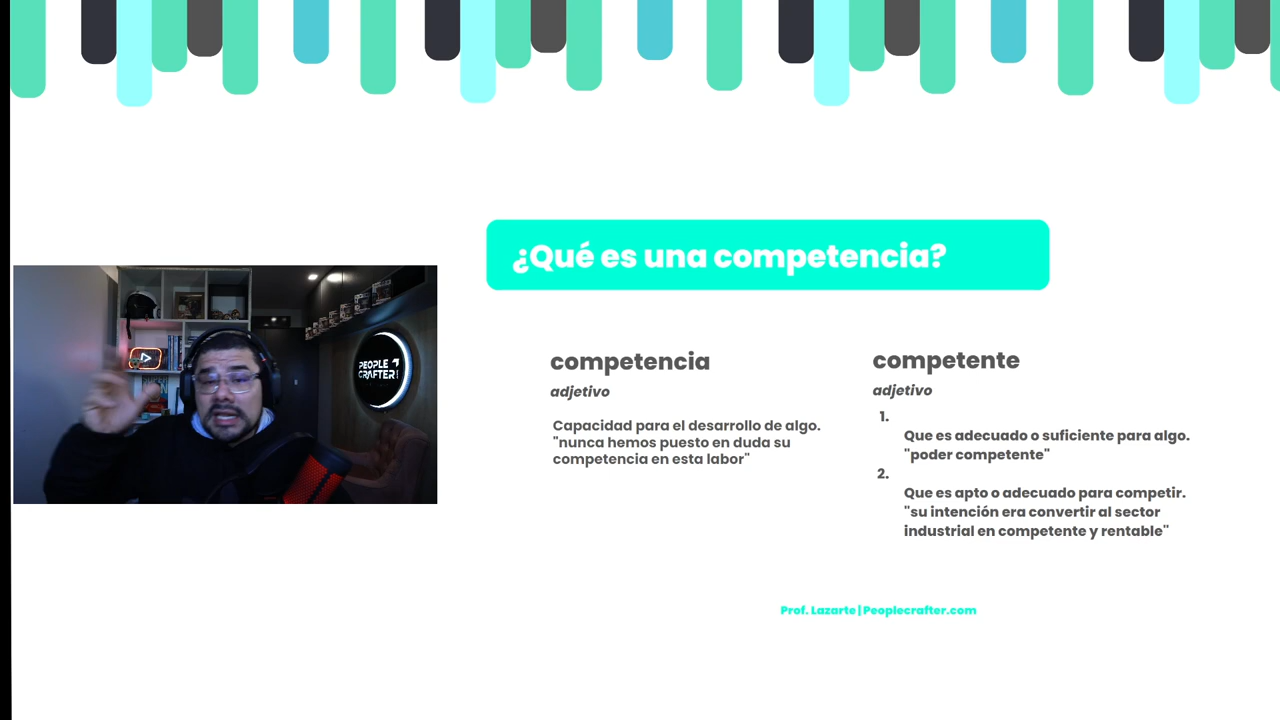 ¿Qué es una competencia?
competencia
adjetivo
Capacidad para el desarrollo de algo.
"nunca hemos puesto en duda su
competencia en esta labor"
competente
adjetivo
1.
Que es adecuado o suficiente para algo.
"poder competente"
2.
Que es apto o adecuado para competir.
"su intención era convertir al sector
industrial en competente y rentable"
PEOPLE
CRAFTER
Prof. Lazarte|Peoplecrafter.com